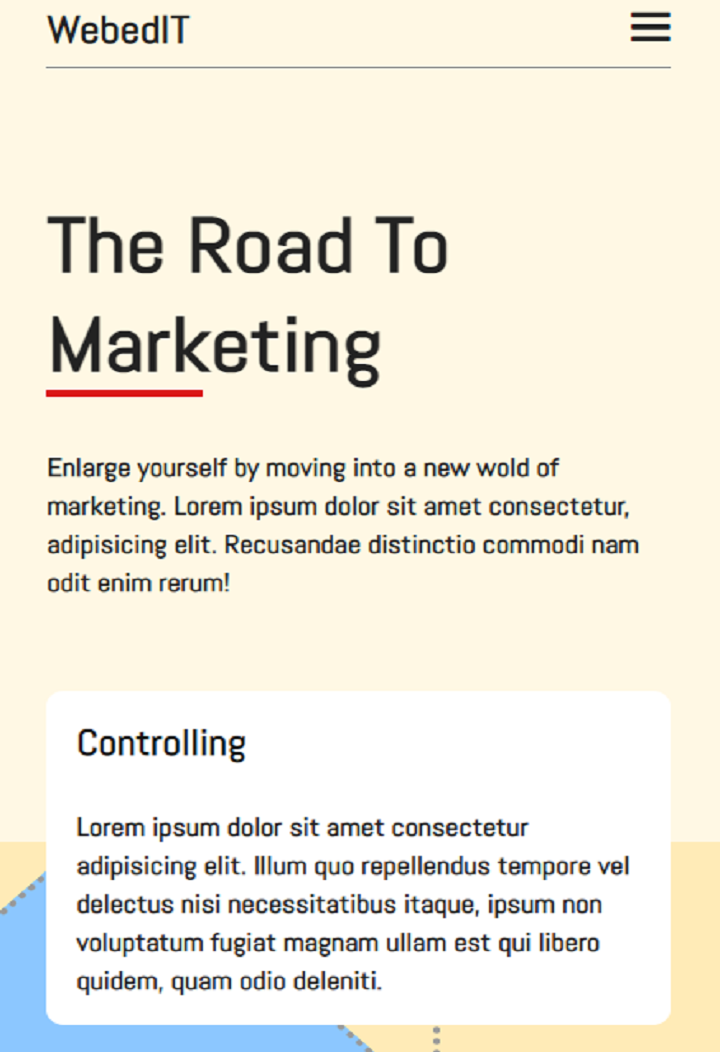 WebedIT
The Road To
Marketing
Enlarge yourself by moving into a new wold of
marketing. Lorem ipsum dolor sit amet consectetur,
adipisicing elit. Recusandae distinctio commodi nam
odit enim rerum!
Controlling
Lorem ipsum dolor sit amet consectetur
adipisicing elit. Illum quo repellendus tempore vel
delectus nisi necessitatibus itaque, ipsum non
voluptatum fugiat magnam ullam est qui libero
quidem, quam odio deleniti.